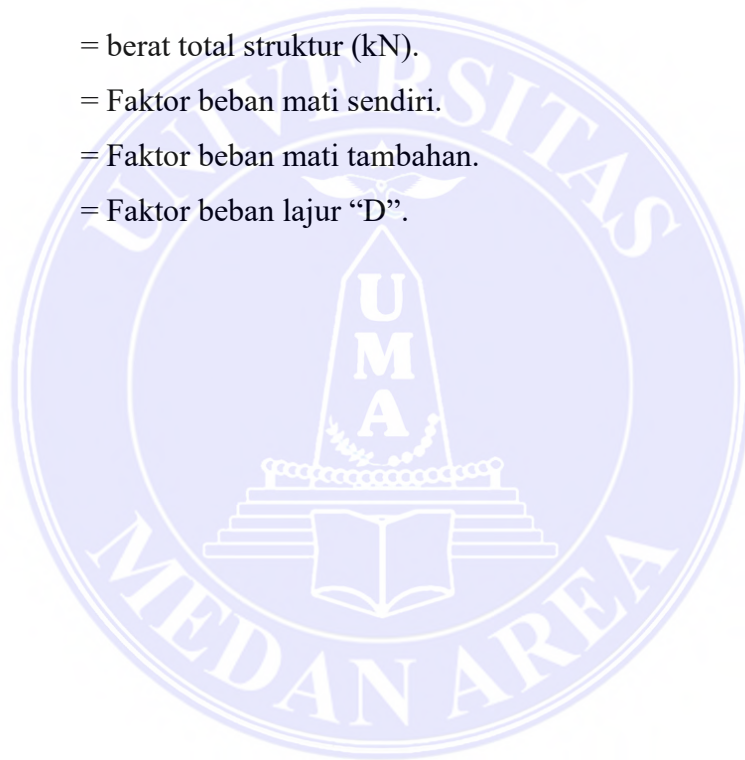 = berat total struktur (kN).
= Faktor beban mati sendiri.
= Faktor beban mati tambahan.
= Faktor beban lajur “D”.
UNIVERSITAS
U
M
A
MEDAN AREA